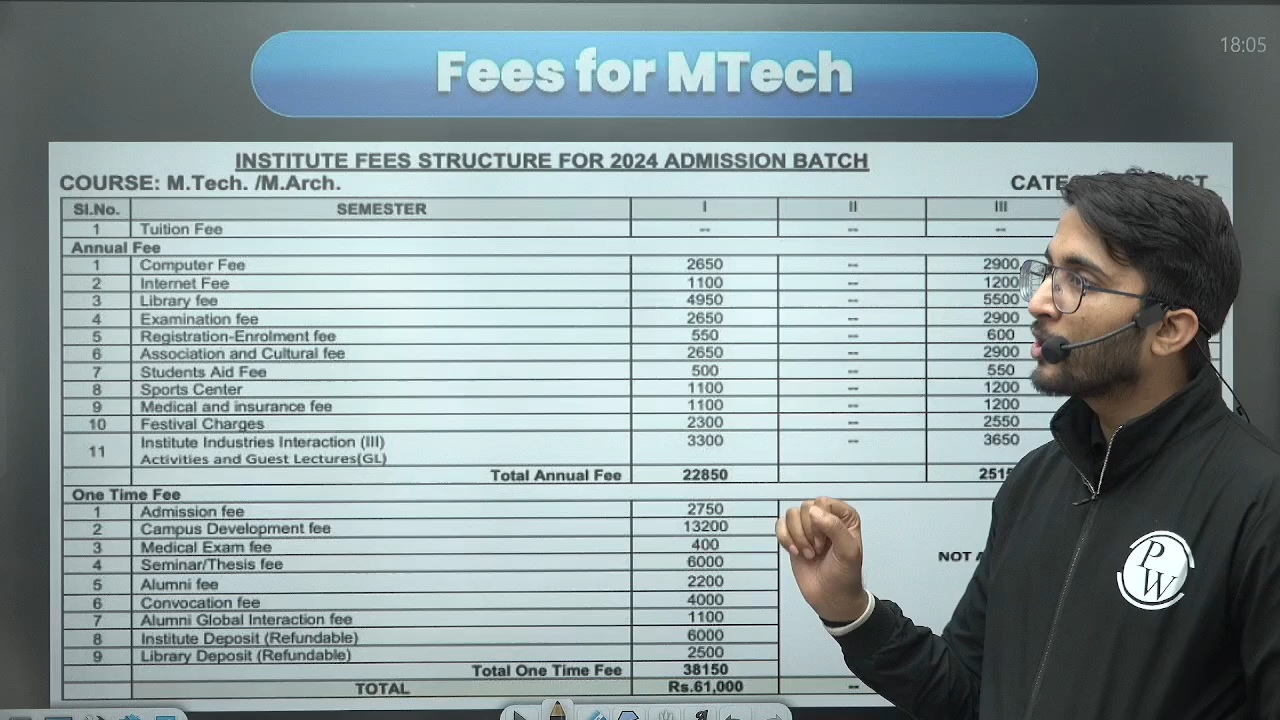 18:05
Fees for MTech
INSTITUTE FEES STRUCTURE FOR 2024 ADMISSION BATCH
COURSE: M.Tech. /M.Arch.
SI.No. SEMESTER I II III
1 Tuition Fee -- -- --
Annual Fee
1 Computer Fee 2650 -- 2900
2 Internet Fee 1100 -- 1200
3 Library fee 4950 -- 5500
4 Examination fee 2650 -- 2900
5 Registration-Enrolment fee 550 -- 600
6 Association and Cultural fee 2650 -- 2900
7 Students Aid Fee 500 -- 550
8 Sports Center 1100 -- 1200
9 Medical and insurance fee 1100 -- 1200
10 Festival Charges 2300 -- 2550
11 Institute Industries Interaction (III) 3300 -- 3650
Activities and Guest Lectures(GL)
Total Annual Fee 22850
One Time Fee
1 Admission fee 2750
2 Campus Development fee 13200
3 Medical Exam fee 400
4 Seminar/Thesis fee 6000
5 Alumni fee 2200
6 Convocation fee 4000
7 Alumni Global Interaction fee 1100
8 Institute Deposit (Refundable) 6000
9 Library Deposit (Refundable) 2500
Total One Time Fee 38150
TOTAL Rs.61,000 --
NOT
PW